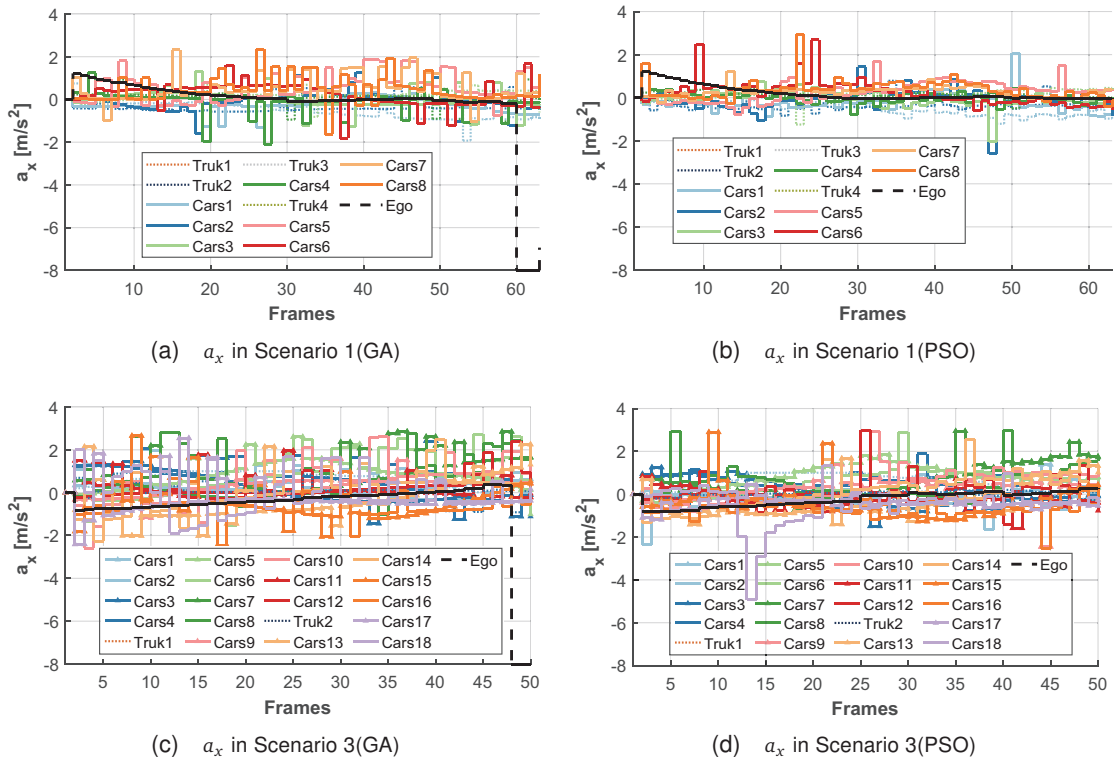 4
2
0
-2
-4
-6
-8
a_x [m/s²]
Truk1
Truk2
Cars1
Cars2
Cars3
Truk3
Cars4
Truk4
Cars5
Cars6
Cars7
Cars8
Ego
10 20 30 40 50 60
Frames
(a) a_x in Scenario 1(GA)
4
2
0
-2
-4
-6
-8
a_x [m/s²]
Truk1
Truk2
Cars1
Cars2
Cars3
Truk3
Cars4
Truk4
Cars5
Cars6
Cars7
Cars8
Ego
10 20 30 40 50 60
Frames
(b) a_x in Scenario 1(PSO)
4
2
0
-2
-4
-6
-8
a_x [m/s²]
Cars1
Cars2
Cars3
Cars4
Truk1
Cars5
Cars6
Cars7
Cars8
Cars9
Cars10
Cars11
Cars12
Truk2
Cars13
Cars14
Cars15
Cars16
Cars17
Cars18
Ego
5 10 15 20 25 30 35 40 45 50
Frames
(c) a_x in Scenario 3(GA)
4
2
0
-2
-4
-6
-8
a_x [m/s²]
Cars1
Cars2
Cars3
Cars4
Truk1
Cars5
Cars6
Cars7
Cars8
Cars9
Cars10
Cars11
Cars12
Truk2
Cars13
Cars14
Cars15
Cars16
Cars17
Cars18
Ego
5 10 15 20 25 30 35 40 45 50
Frames
(d) a_x in Scenario 3(PSO)